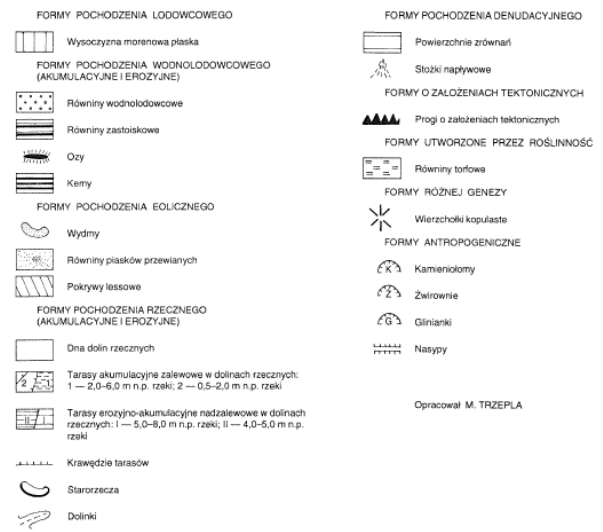 FORMY POCHODZENIA LODOWCOWEGO
Wysoczyzna morenowa płaska
FORMY POCHODZENIA WODNOLODOWCOWEGO
(AKUMULACYJNE I EROZYJNE)
Równiny wodnolodowcowe
Równiny zastoiskowe
Ozy
Kemy
FORMY POCHODZENIA EOLICZNEGO
Wydmy
Równiny piasków przewianych
Pokrywy lessowe
FORMY POCHODZENIA RZECZNEGO
(AKUMULACYJNE I EROZYJNE)
Dna dolin rzecznych
2 1
Tarasy akumulacyjne zalewowe w dolinach rzecznych:
1 — 2,0–6,0 m n.p. rzeki; 2 — 0,5–2,0 m n.p. rzeki
II I
Tarasy erozyjno-akumulacyjne nadzalewowe w dolinach
rzecznych: I — 5,0–8,0 m n.p. rzeki; II — 4,0–5,0 m n.p.
rzeki
Krawędzie tarasów
Starorzecza
Dolinki
FORMY POCHODZENIA DENUDACYJNEGO
Powierzchnie zrównań
Stożki napływowe
FORMY O ZAŁOŻENIACH TEKTONICZNYCH
Progi o założeniach tektonicznych
FORMY UTWORZONE PRZEZ ROŚLINNOŚĆ
Równiny torfowe
FORMY RÓŻNEJ GENEZY
Wierzchołki kopulaste
FORMY ANTROPOGENICZNE
K Kamieniołomy
Ż Żwirownie
G Glinianki
Nasypy
Opracował M. TRZEPLA